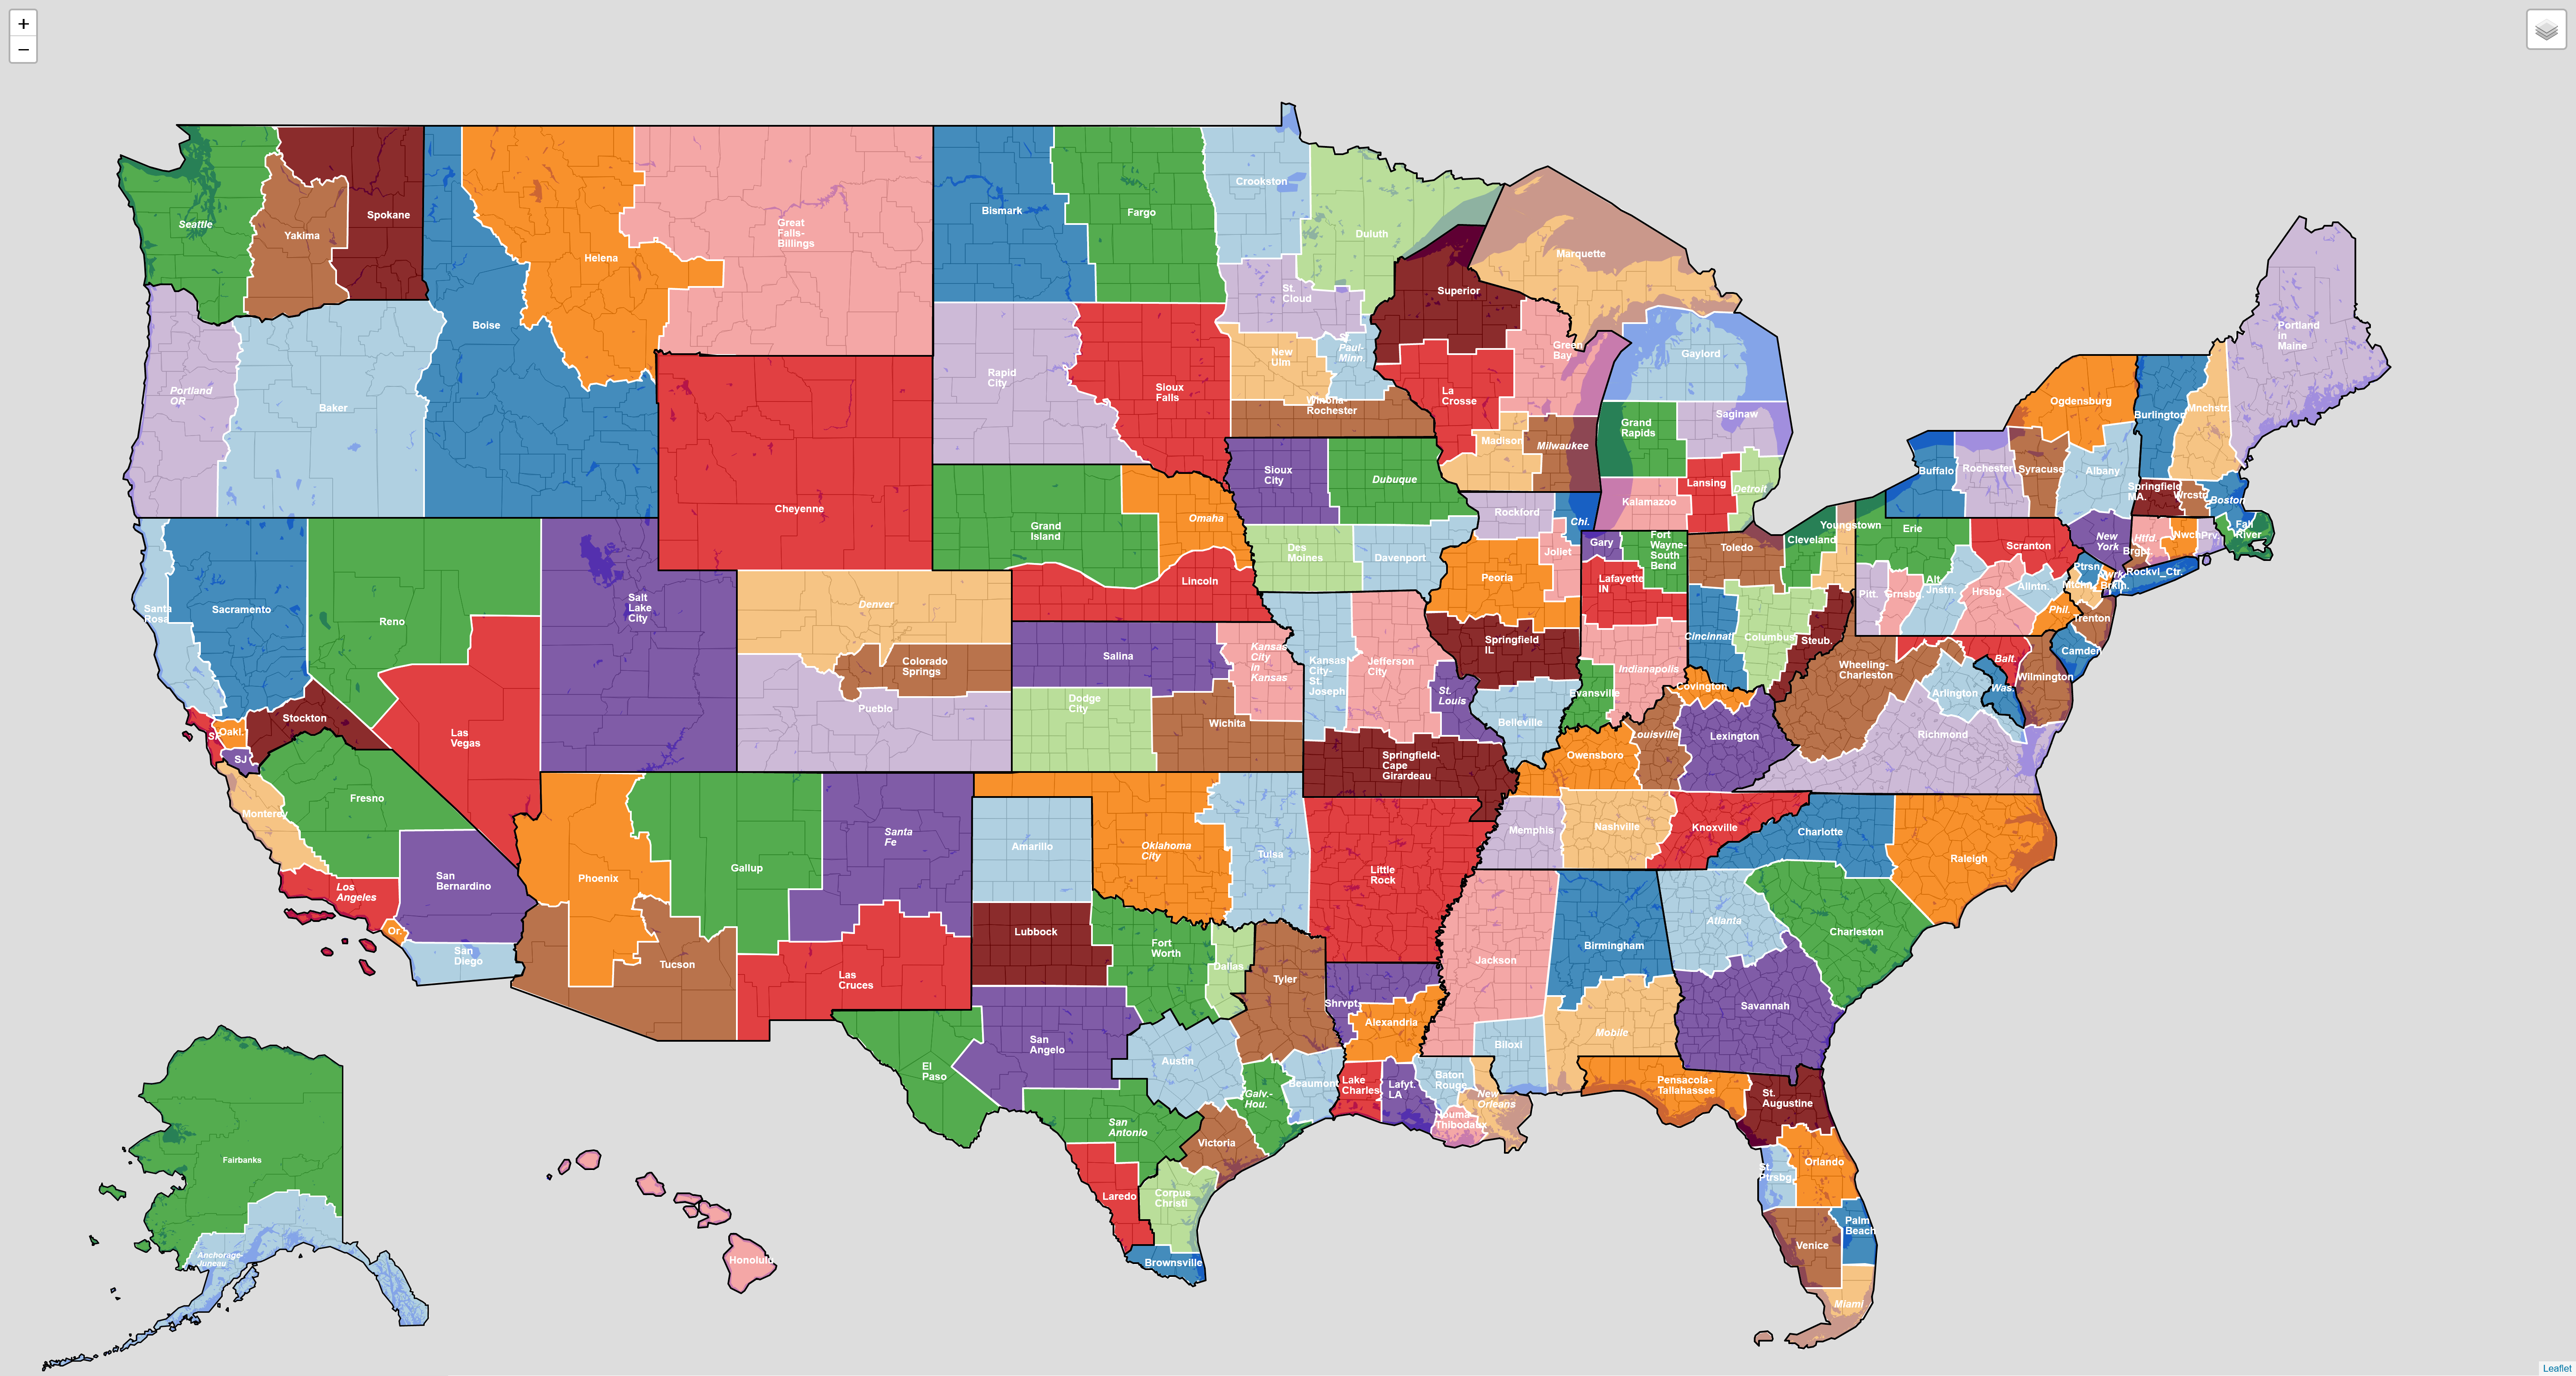 +
−
Seattle
Yakima
Spokane
Helena
Great
Falls-
Billings
Bismark
Fargo
Crookston
Duluth
Marquette
Superior
St.
Cloud
Boise
Portland
OR
Baker
Rapid
City
Sioux
Falls
New
Ulm
Paul-
Minn.
Rochester
La
Crosse
Green
Bay
Gaylord
Portland
in
Maine
Ogdensburg
Burlington
Mnchstr.
Saginaw
Grand
Rapids
Madison
Milwaukee
Sioux
City
Dubuque
Lansing
Detroit
Kalamazoo
Buffalo
Rochester
Syracuse
Albany
Springfield
MA.
Wrcstr.
Boston
Cheyenne
Grand
Island
Omaha
Rockford
Chi.
Youngstown
Cleveland
Erie
Scranton
New
York
Htfd.
Brgpt.
Nwch.
Prv.
Fall
River
Des
Moines
Davenport
Joliet
Gary
Fort
Wayne-
South
Bend
Toledo
Peoria
Lafayette
IN
Lincoln
Pitt.
Grnsbg.
Alt.
Jnstn.
Hrsbg.
Allntn.
Ptrsn.
Rockvl_Ctr.
Phil.
Trenton
Santa
Rosa
Sacramento
Reno
Salt
Lake
City
Denver
Colorado
Springs
Pueblo
Salina
Kansas
City
in
Kansas
Kansas
City-
St.
Joseph
Jefferson
City
St.
Louis
Springfield
IL
Indianapolis
Cincinnati
Columbus
Steub.
Wheeling-
Charleston
Balt.
Camden
Wilmington
Was.
Arlington
Covington
Evansville
Belleville
Dodge
City
Wichita
Stockton
Oakl.
SF
SJ
Las
Vegas
Richmond
Lexington
Louisville
Owensboro
Springfield-
Cape
Girardeau
Fresno
Monterey
San
Bernardino
Los
Angeles
Or.
San
Diego
Phoenix
Gallup
Santa
Fe
Amarillo
Oklahoma
City
Tulsa
Little
Rock
Memphis
Nashville
Knoxville
Charlotte
Raleigh
Tucson
Las
Cruces
Lubbock
Fort
Worth
Dallas
Tyler
Jackson
Birmingham
Atlanta
Charleston
Savannah
Shrvpt.
Alexandria
Mobile
Biloxi
El
Paso
San
Angelo
Austin
Beaumont
Lake
Charles
Lafyt.
LA
Baton
Rouge
New
Orleans
Houma
Thibodaux
Pensacola-
Tallahassee
St.
Augustine
Galv.-
Hou.
San
Antonio
Victoria
Orlando
Ptrsbg.
Laredo
Corpus
Christi
Palm
Beach
Venice
Brownsville
Miami
Fairbanks
Anchorage-
Juneau
Honolulu
Leaflet